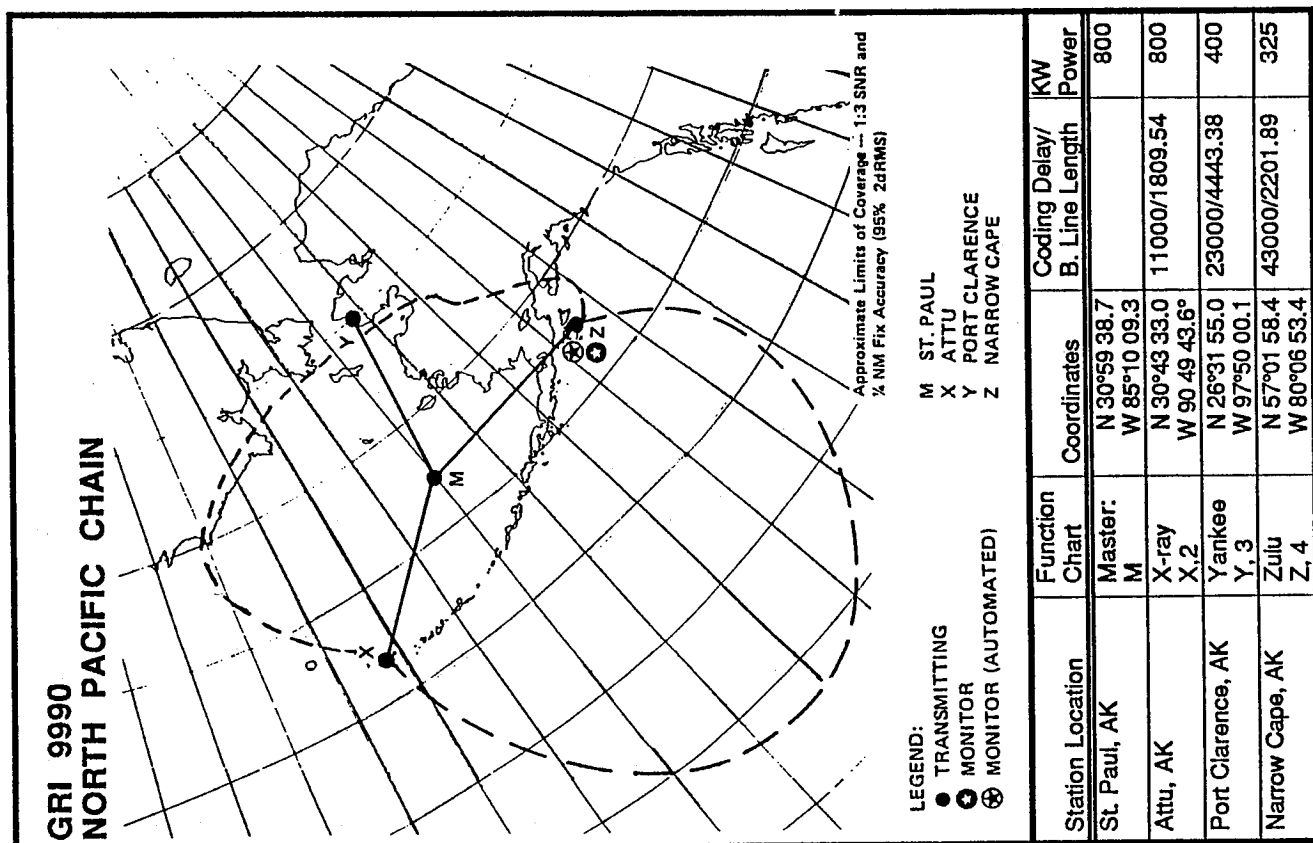 GRI 9990
NORTH PACIFIC CHAIN
X
Y
M
Z
Approximate Limits of Coverage — 1:3 SNR and
¼ NM Fix Accuracy (95% 2dRMS)
LEGEND:
TRANSMITTING
MONITOR
MONITOR (AUTOMATED)
M ST. PAUL
X ATTU
Y PORT CLARENCE
Z NARROW CAPE
Station Location Function Chart Coordinates Coding Delay/ B. Line Length KW Power
St. Paul, AK Master: M N 30°59 38.7 W 85°10 09.3 800
Attu, AK X-ray X,2 N 30°43 33.0 W 90 49 43.6° 11000/1809.54 800
Port Clarence, AK Yankee Y, 3 N 26°31 55.0 W 97°50 00.1 23000/4443.38 400
Narrow Cape, AK Zulu Z, 4 N 57°01 58.4 W 80°06 53.4 43000/2201.89 325